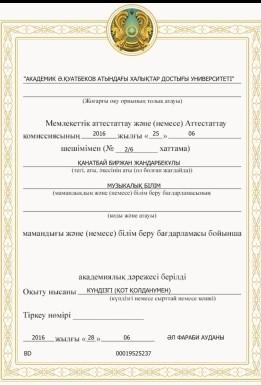 "АКАДЕМИК Ә.ҚУАТБЕКОВ АТЫНДАҒЫ ХАЛЫҚТАР ДОСТЫҒЫ УНИВЕРСИТЕТІ"
(Жоғарғы оқу орнының толық атауы)
Мемлекеттік аттестаттау және (немесе) Аттестаттау
комиссиясының 2016 жылғы « 25 » 06
шешімімен (№ 2/6 хаттама)
ҚАНАТБАЙ БИРЖАН ЖАНДАРБЕКУЛЫ
(тегі, аты, әкесінің аты (ол болған жағдайда))
МУЗЫКАЛЫҚ БІЛІМ
(мамандықтың және (немесе) білім беру бағдарламасының
(коды және атауы)
мамандығы және (немесе) білім беру бағдарламасы бойынша
академиялық дәрежесі берілді
Оқыту нысаны КҮНДІЗГІ (ҚОТ ҚОЛДАНУМЕН)
(күндізгі немесе сырттай немесе кешкі)
Тіркеу нөмірі
2016 жылғы « 28 » 06 ӘЛ ФАРАБИ АУДАНЫ
BD 00019525237